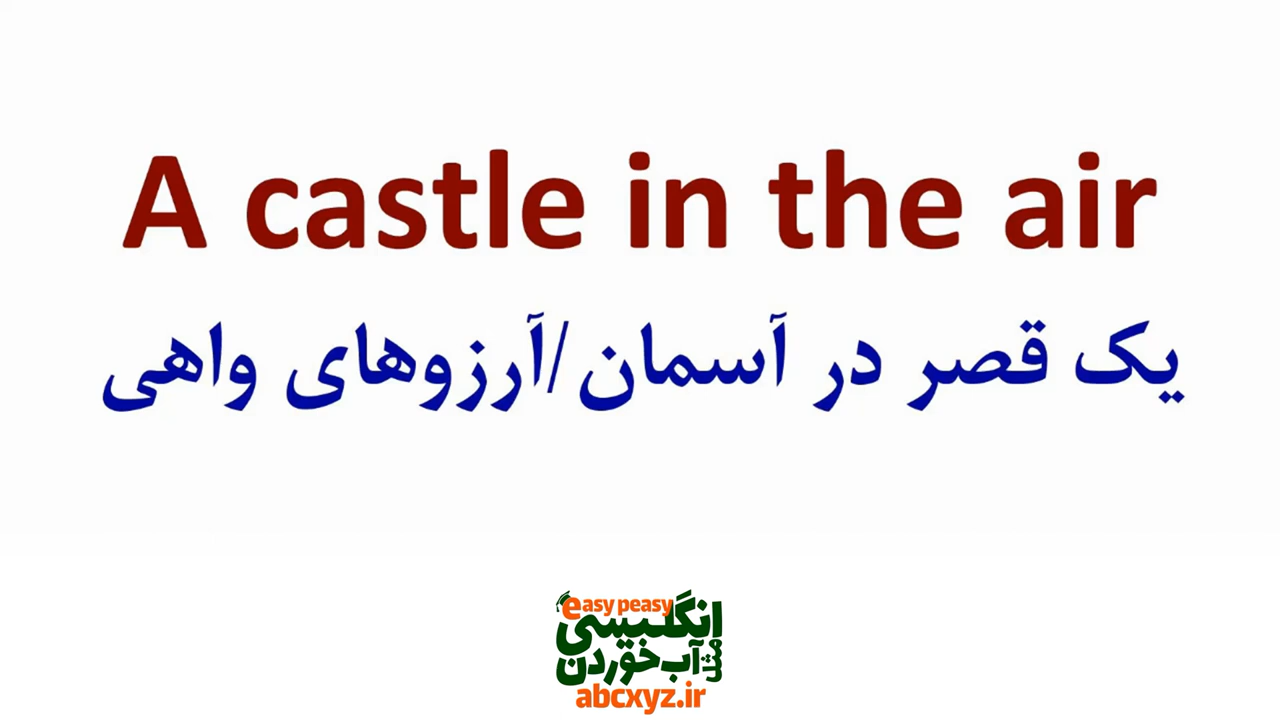 A castle in the air
یک قصر در آسمان/آرزوهای واهی
easy peasy
انگلیسی
مثل آب خوردن
abcxyz.ir